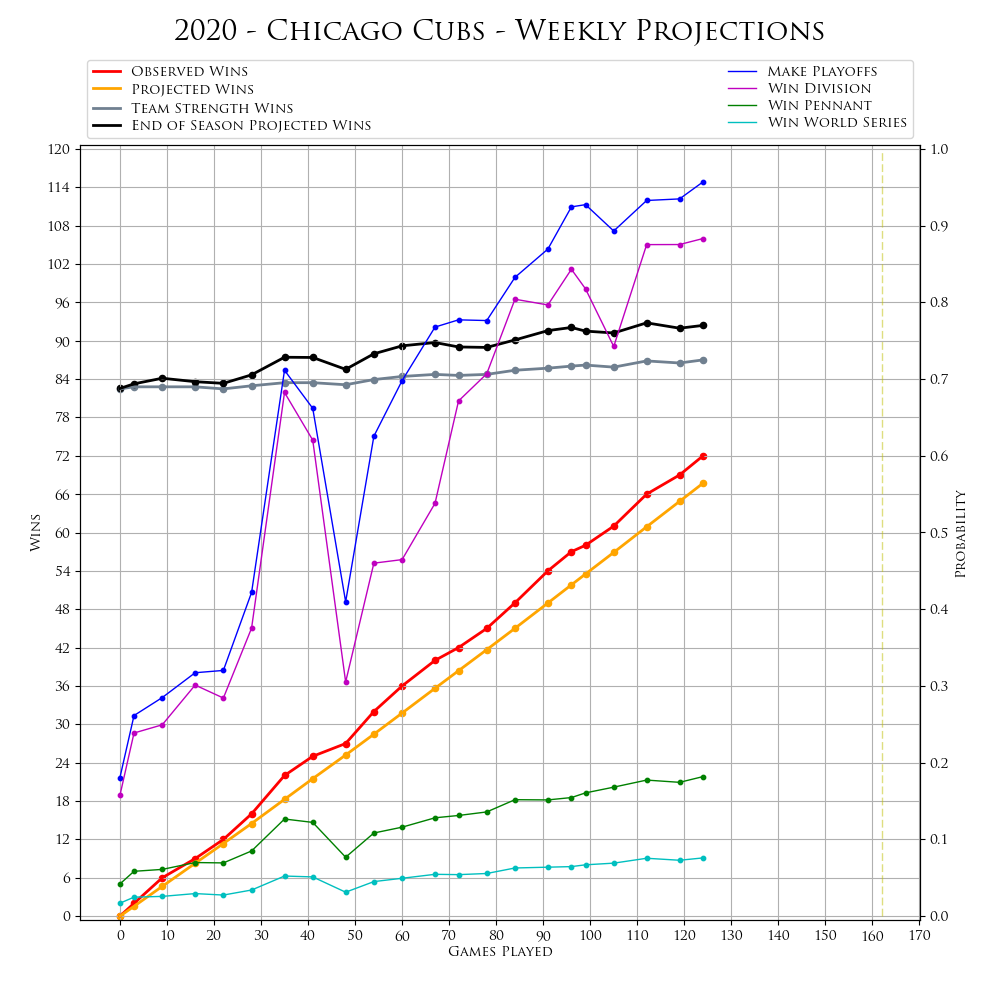 2020 - Chicago Cubs - Weekly Projections
Observed Wins
Projected Wins
Team Strength Wins
End of Season Projected Wins
Make Playoffs
Win Division
Win Pennant
Win World Series
120
114
108
102
96
90
84
78
72
66
60
54
48
42
36
30
24
18
12
6
0
Wins
1.0
0.9
0.8
0.7
0.6
0.5
0.4
0.3
0.2
0.1
0.0
Probability
0 10 20 30 40 50 60 70 80 90 100 110 120 130 140 150 160 170
Games Played